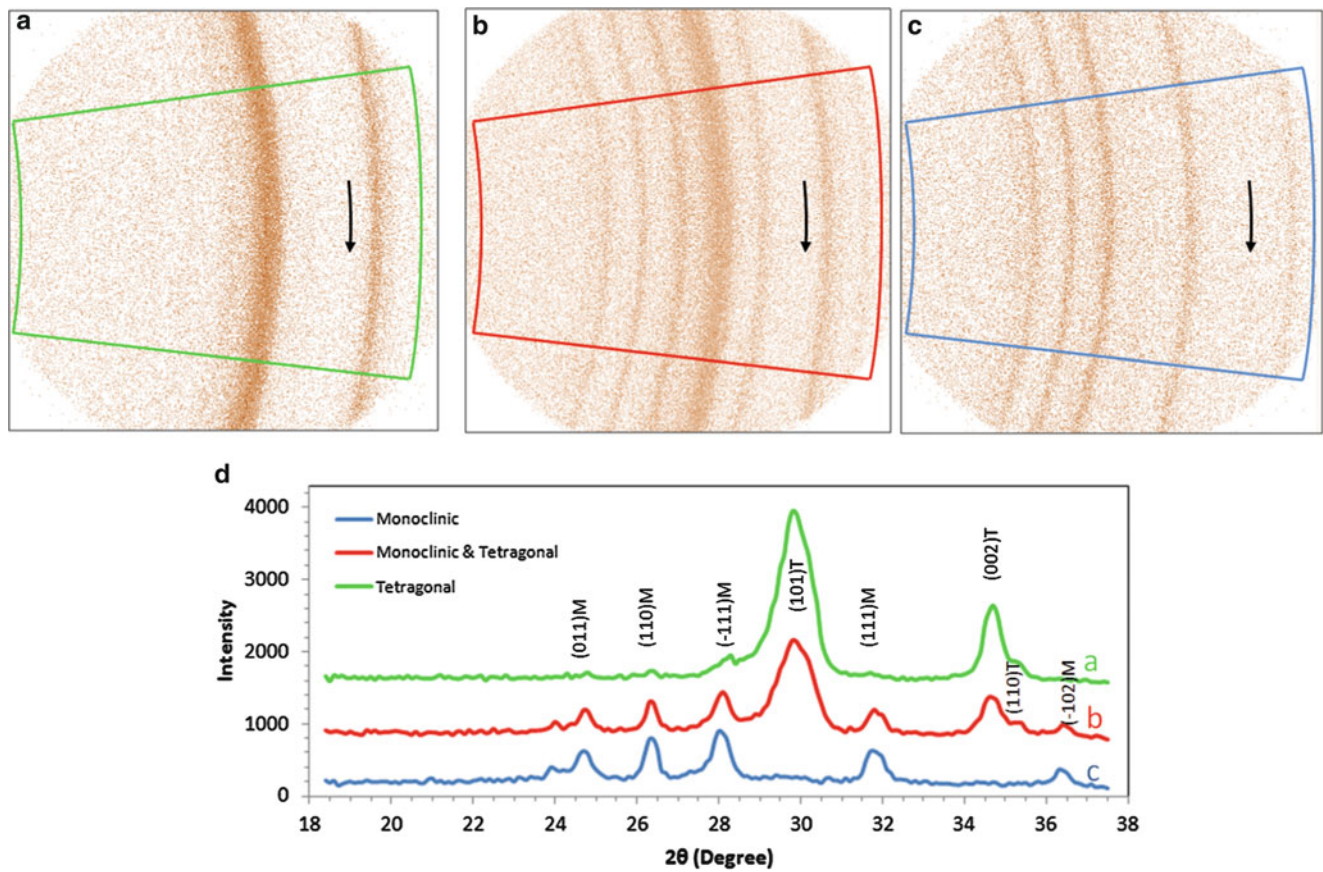 a
b
c
d
4000
3000
2000
1000
0
Intensity
Monoclinic
Monoclinic & Tetragonal
Tetragonal
(011)M
(110)M
(-111)M
(101)T
(111)M
(002)T
(110)T
(-102)M
a
b
c
18 20 22 24 26 28 30 32 34 36 38
2θ (Degree)